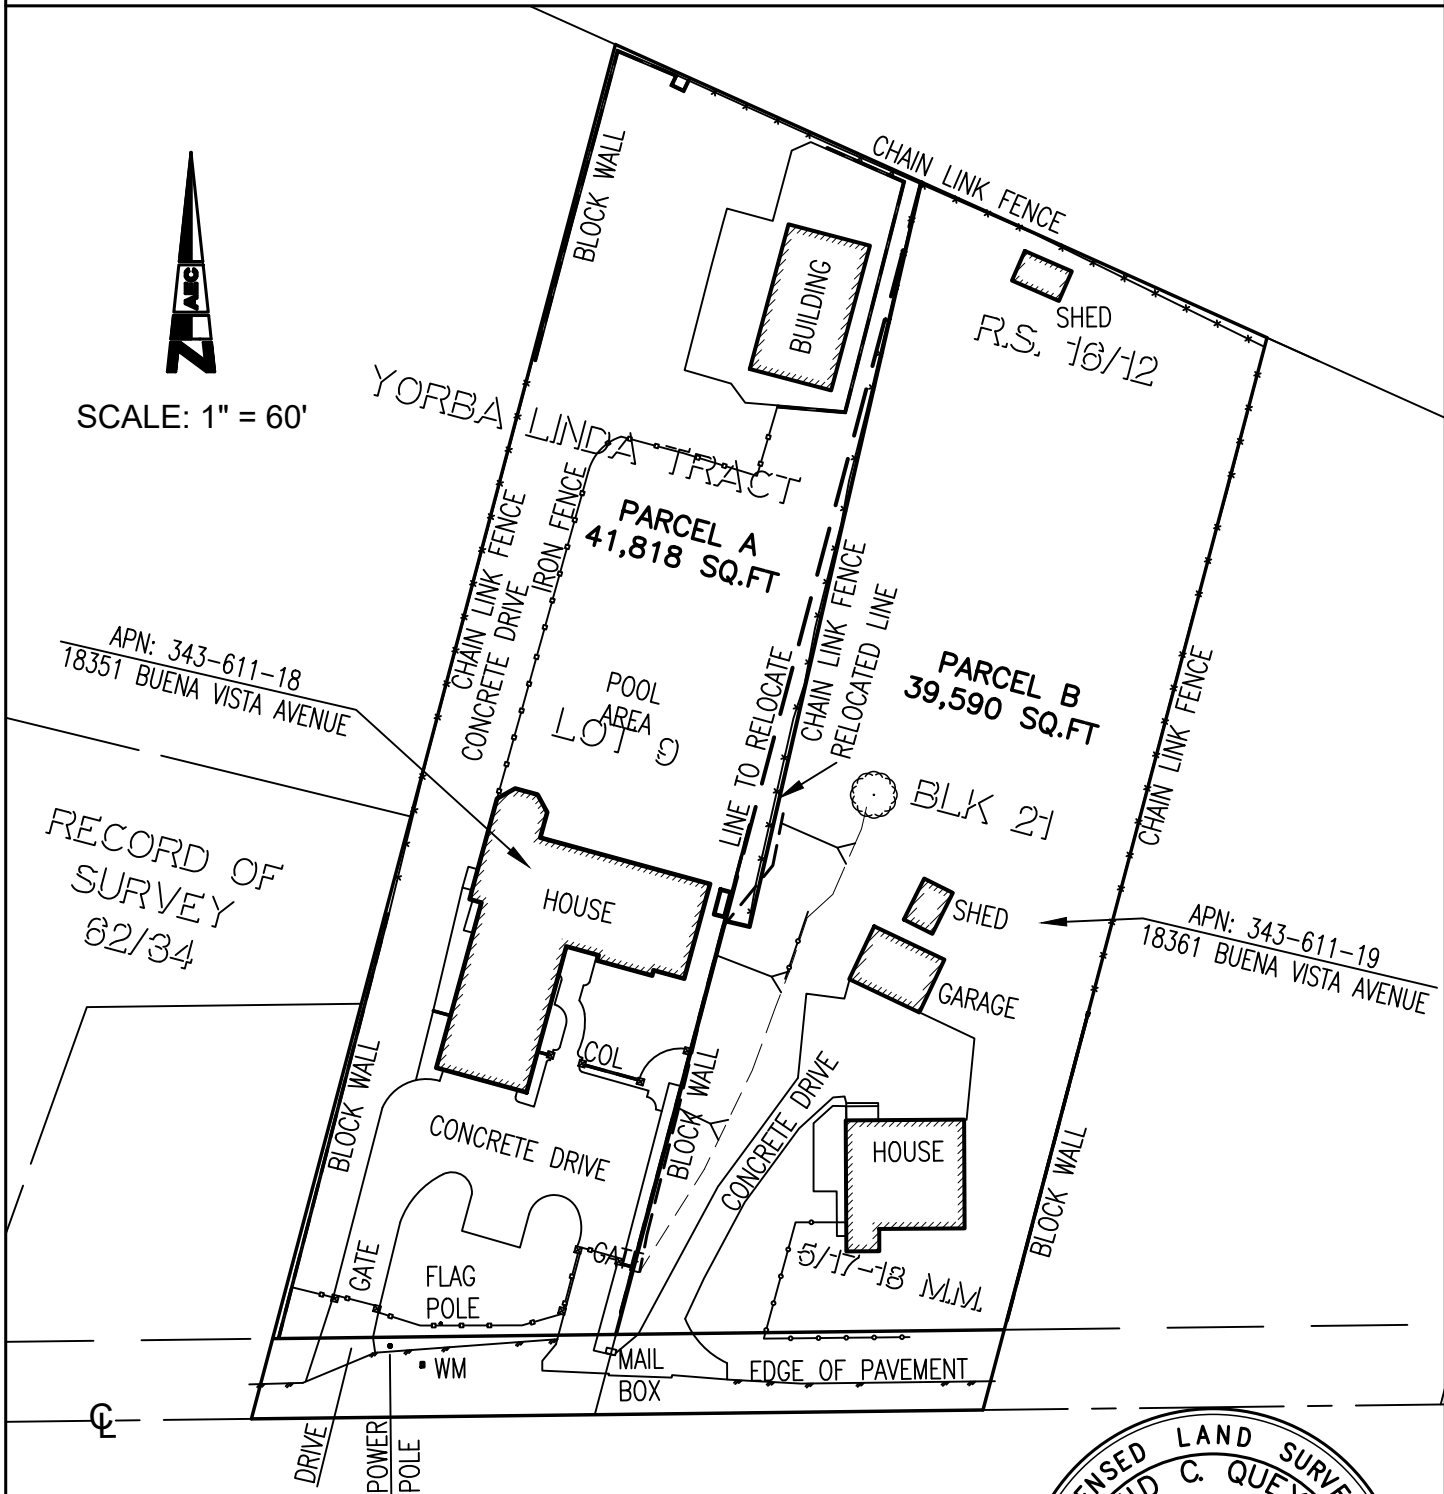 CHAIN LINK FENCE
BLOCK WALL
BUILDING
SHED
R.S. 16/12
AEC
N
SCALE: 1" = 60'
YORBA LINDA TRACT
PARCEL A
41,818 SQ.FT
CHAIN LINK FENCE
CONCRETE DRIVE
IRON FENCE
CHAIN LINK FENCE
RELOCATED LINE
LINE TO RELOCATE
APN: 343-611-18
18351 BUENA VISTA AVENUE
POOL
AREA
LOT 9
PARCEL B
39,590 SQ.FT
CHAIN LINK FENCE
BLK 21
RECORD OF
SURVEY
62/34
HOUSE
SHED
GARAGE
APN: 343-611-19
18361 BUENA VISTA AVENUE
BLOCK WALL
COL
BLOCK WALL
CONCRETE DRIVE
CONCRETE DRIVE
HOUSE
BLOCK WALL
GATE
GATE
FLAG
POLE
5/17-18 M.M.
WM
MAIL
BOX
EDGE OF PAVEMENT
CL
DRIVE
POWER
POLE
LAND
C.